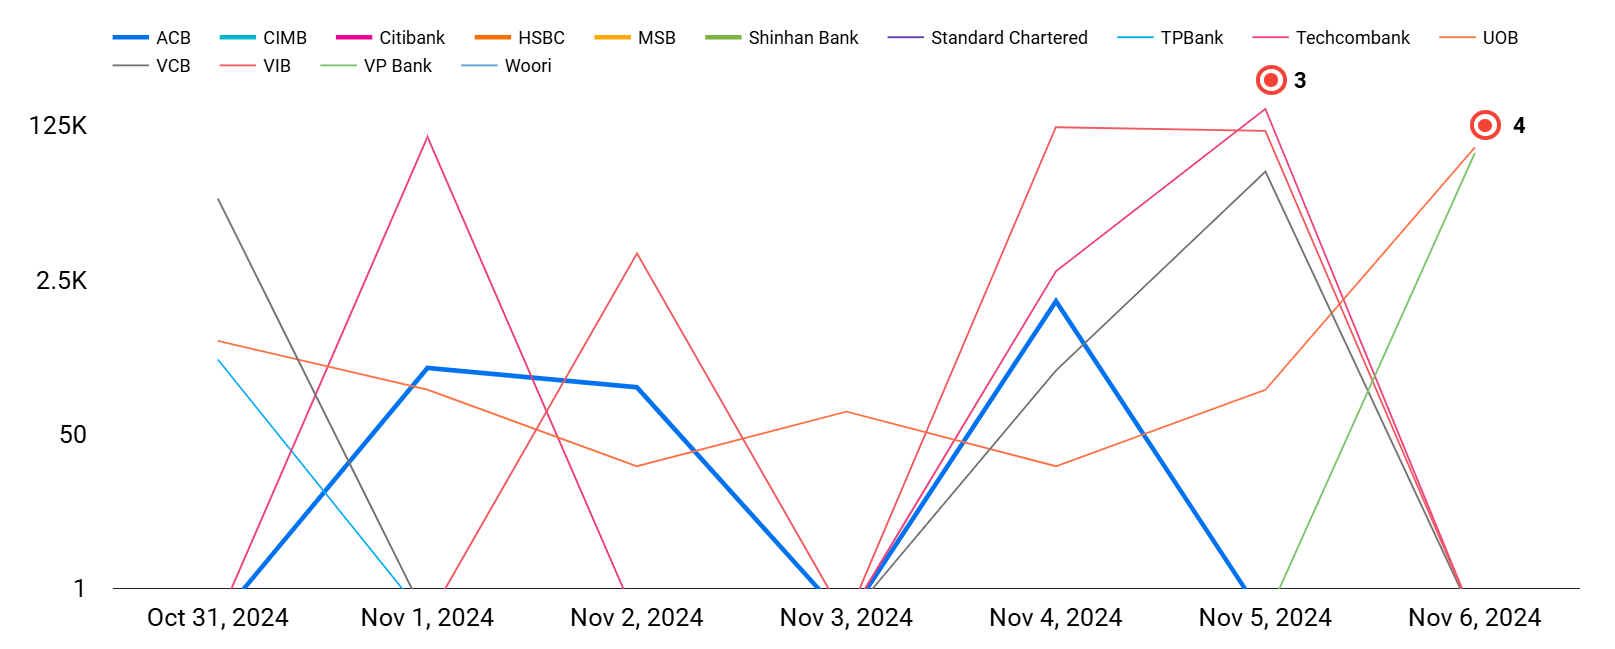 ACB CIMB Citibank HSBC MSB Shinhan Bank Standard Chartered TPBank Techcombank UOB
VCB VIB VP Bank Woori
3
125K
4
2.5K
50
1
Oct 31, 2024 Nov 1, 2024 Nov 2, 2024 Nov 3, 2024 Nov 4, 2024 Nov 5, 2024 Nov 6, 2024